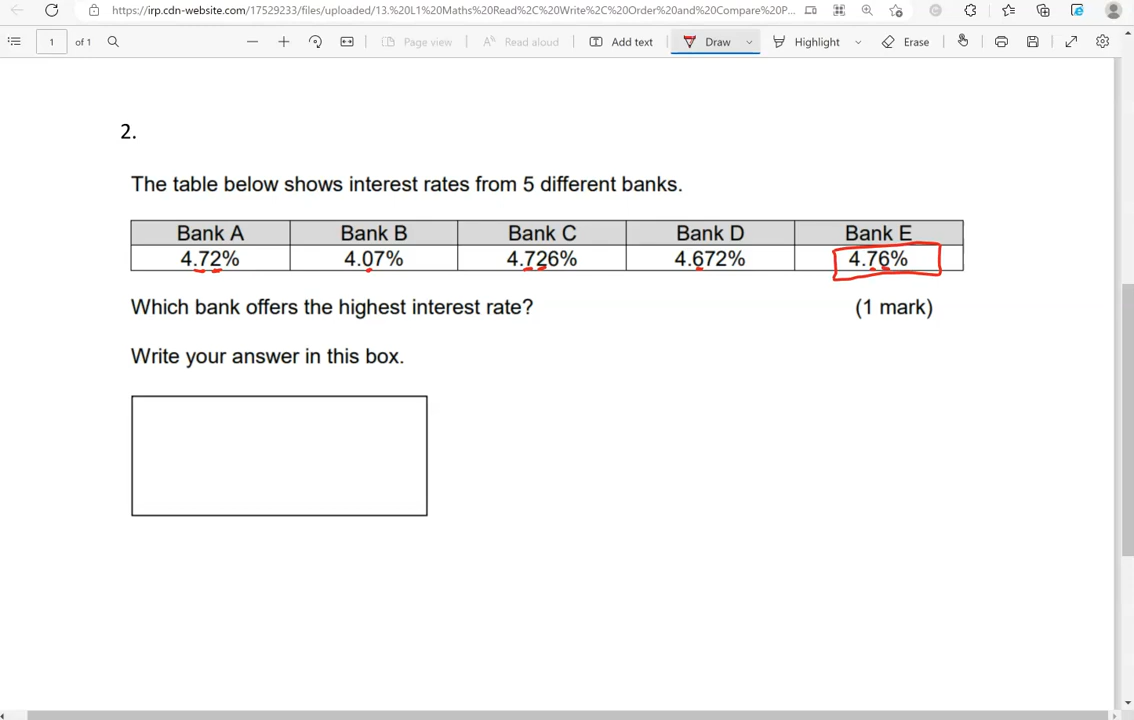 https://irp.cdn-website.com/17529233/files/uploaded/13.%20L1%20Maths%20Read%2C%20Write%2C%20Order%20and%20Compare%20P...
1 of 1 Page view Read aloud Add text Draw Highlight Erase
2.
The table below shows interest rates from 5 different banks.
Bank A Bank B Bank C Bank D Bank E
4.72% 4.07% 4.726% 4.672% 4.76%
Which bank offers the highest interest rate? (1 mark)
Write your answer in this box.